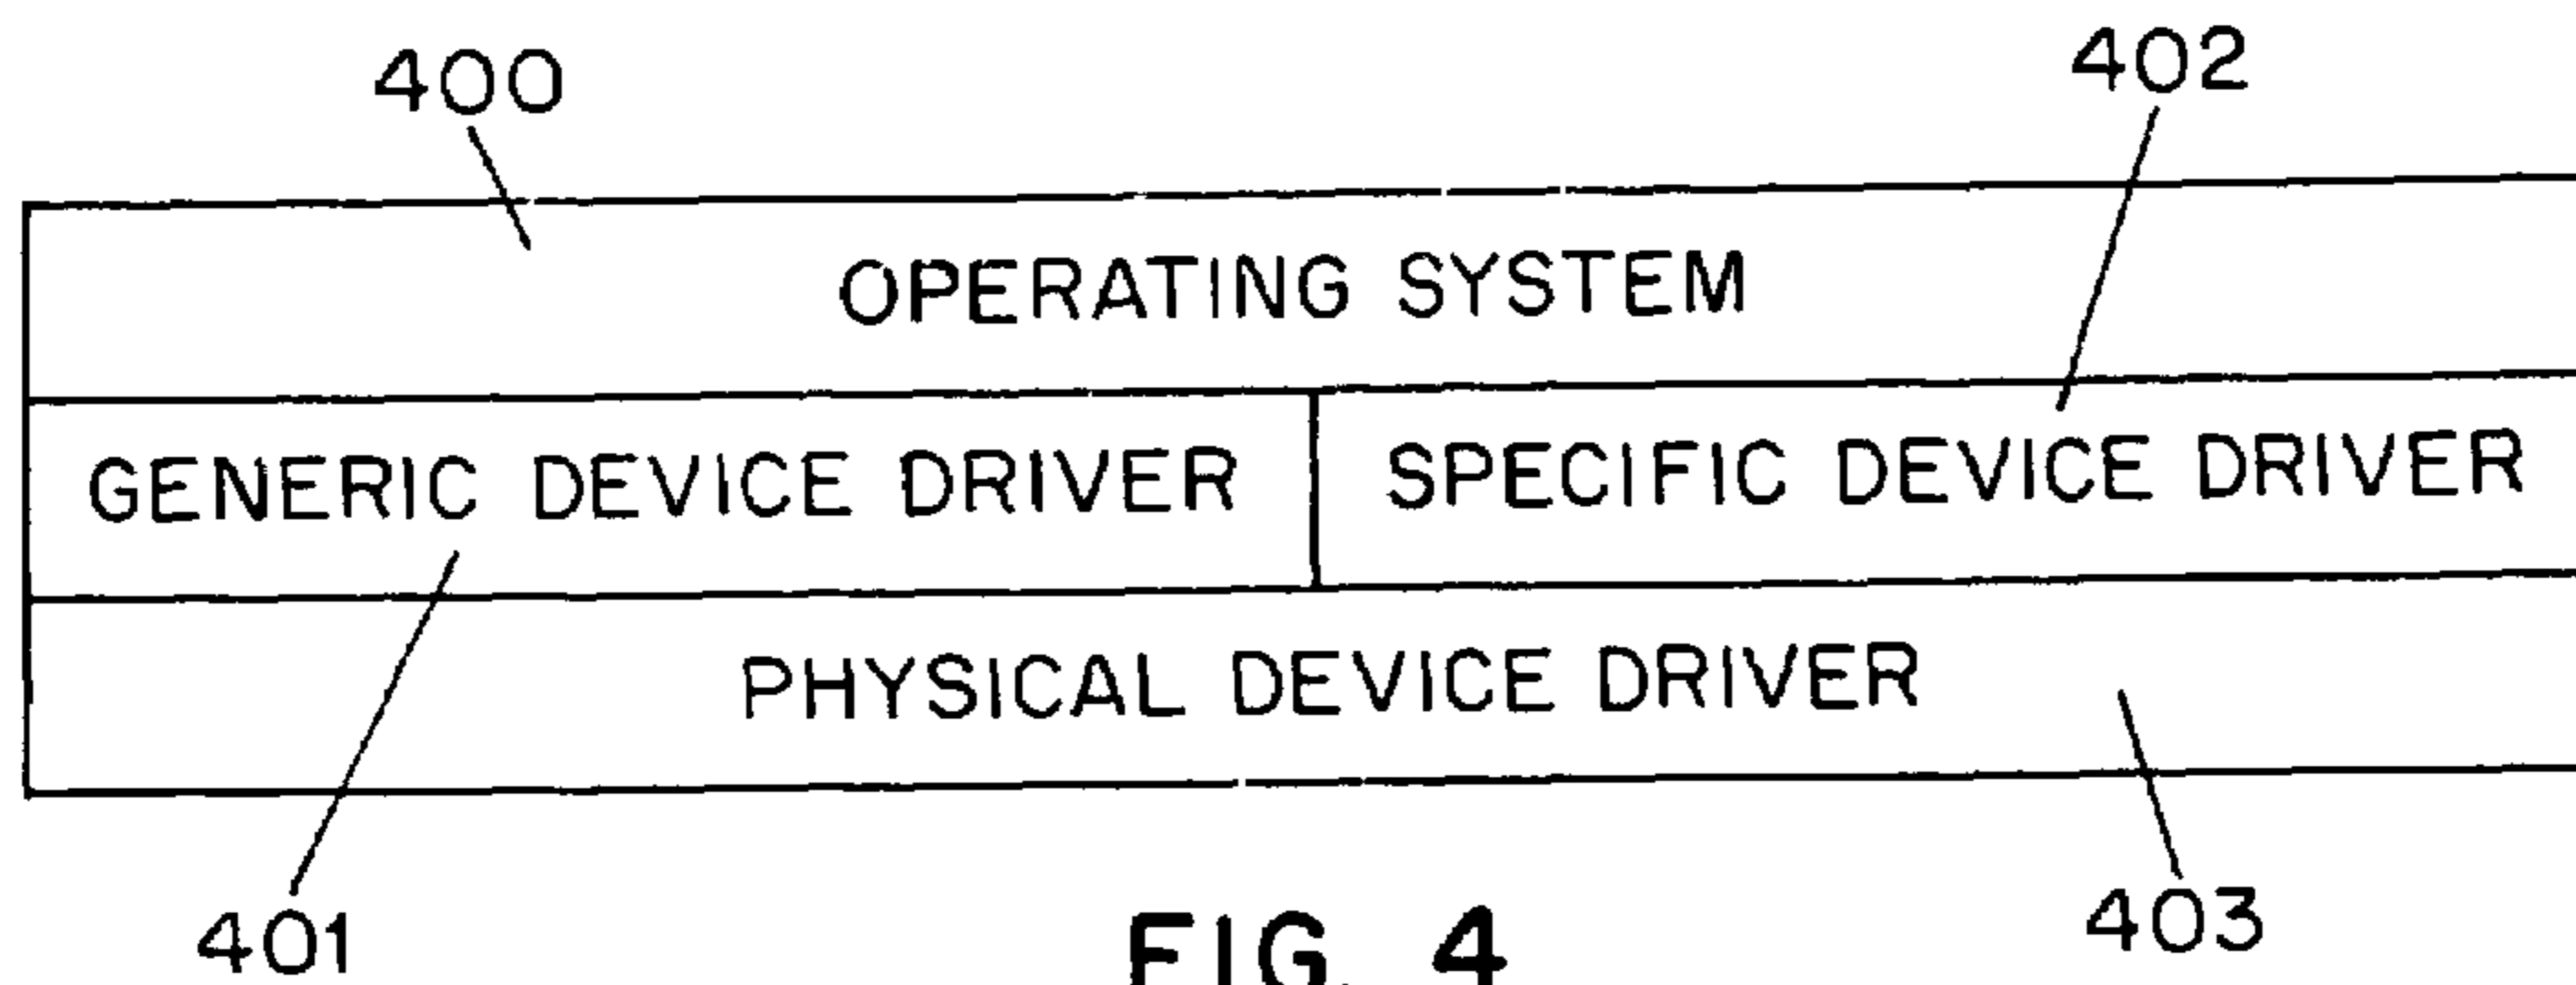 400
402
OPERATING SYSTEM
GENERIC DEVICE DRIVER
SPECIFIC DEVICE DRIVER
PHYSICAL DEVICE DRIVER
401
403
FIG. 4